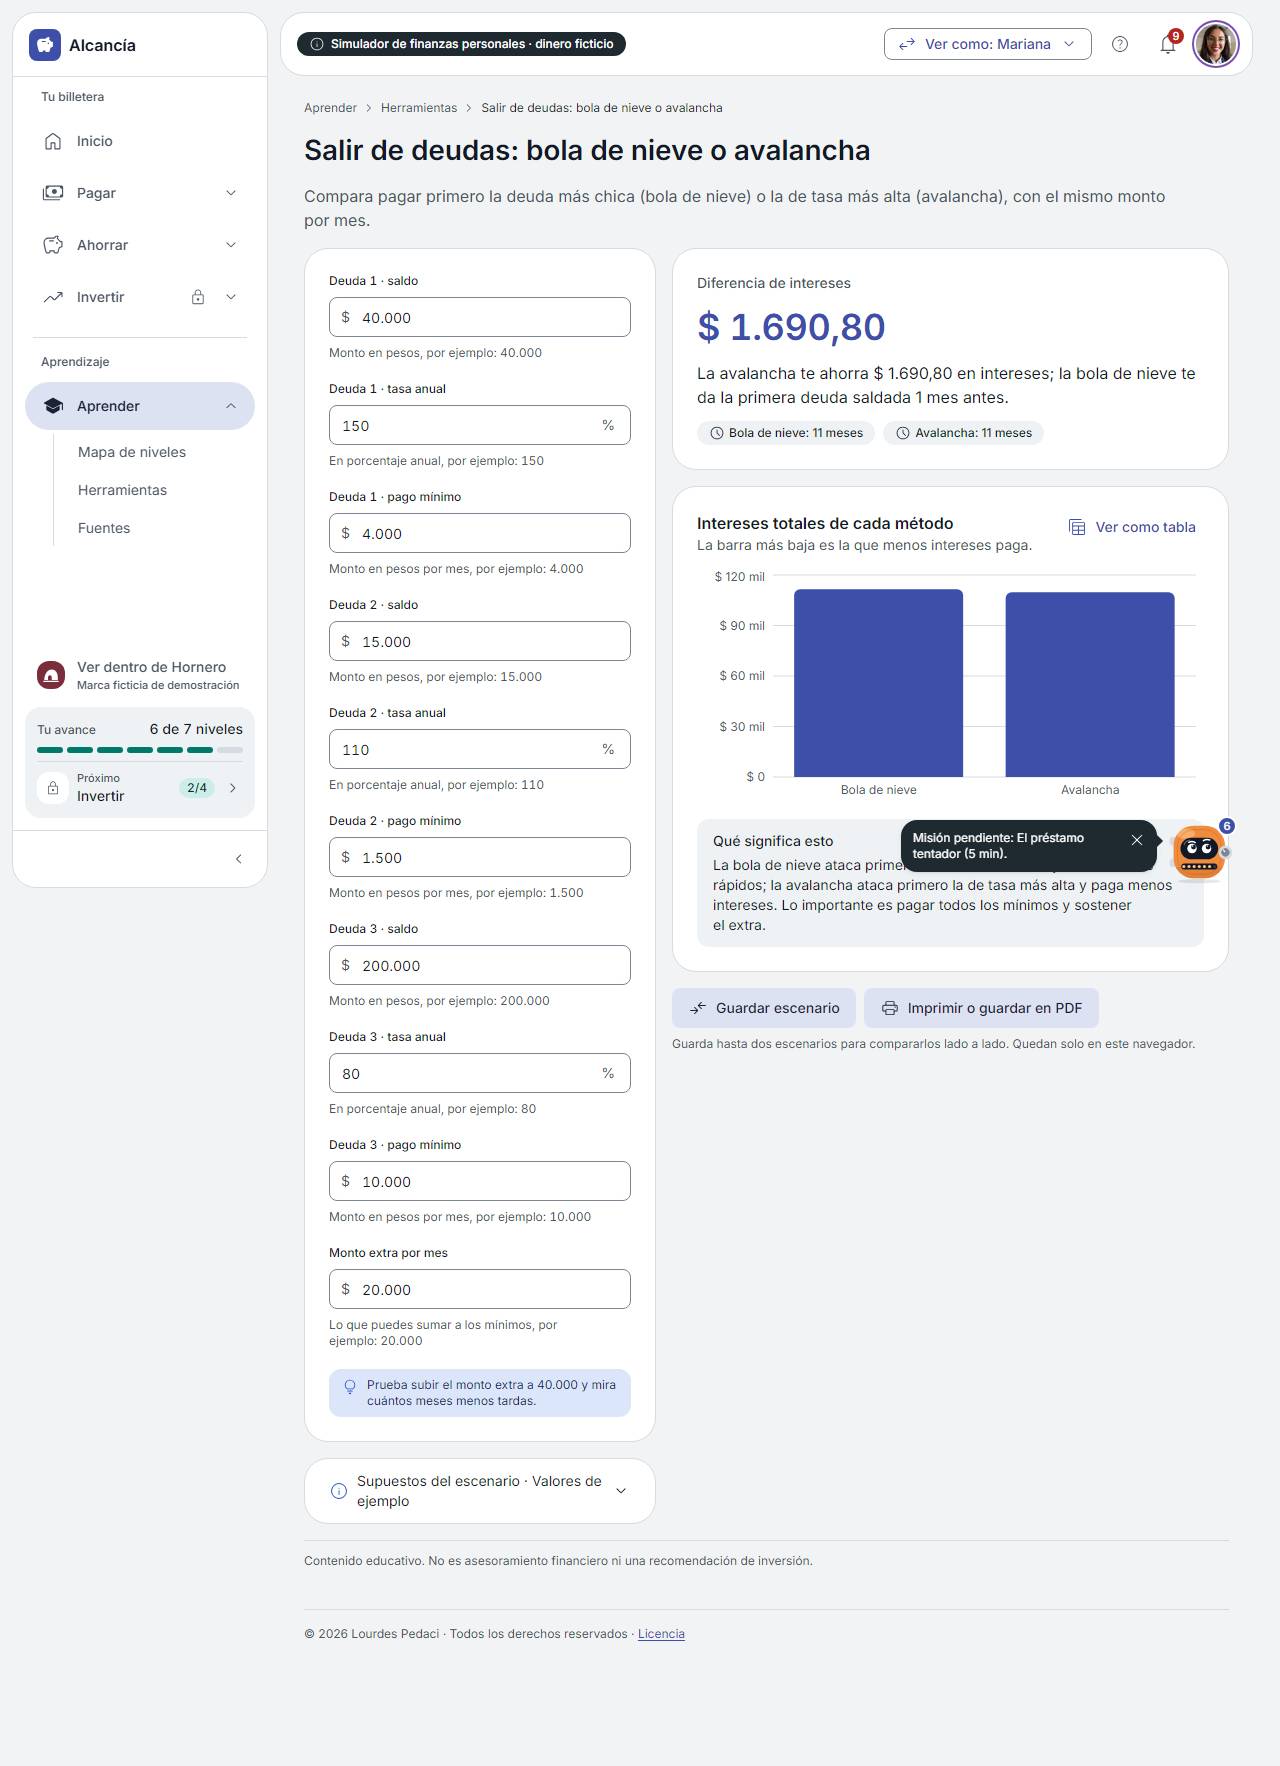 Alcancía
Tu billetera
Inicio
Pagar
Ahorrar
Invertir
Aprendizaje
Aprender
Mapa de niveles
Herramientas
Fuentes
Ver dentro de Hornero
Marca ficticia de demostración
Tu avance
6 de 7 niveles
Próximo
Invertir
2/4
Simulador de finanzas personales · dinero ficticio
Ver como: Mariana
9
Aprender
Herramientas
Salir de deudas: bola de nieve o avalancha
Salir de deudas: bola de nieve o avalancha
Compara pagar primero la deuda más chica (bola de nieve) o la de tasa más alta (avalancha), con el mismo monto
por mes.
Deuda 1 · saldo
$ 40.000
Monto en pesos, por ejemplo: 40.000
Deuda 1 · tasa anual
150 %
En porcentaje anual, por ejemplo: 150
Deuda 1 · pago mínimo
$ 4.000
Monto en pesos por mes, por ejemplo: 4.000
Deuda 2 · saldo
$ 15.000
Monto en pesos, por ejemplo: 15.000
Deuda 2 · tasa anual
110 %
En porcentaje anual, por ejemplo: 110
Deuda 2 · pago mínimo
$ 1.500
Monto en pesos por mes, por ejemplo: 1.500
Deuda 3 · saldo
$ 200.000
Monto en pesos, por ejemplo: 200.000
Deuda 3 · tasa anual
80 %
En porcentaje anual, por ejemplo: 80
Deuda 3 · pago mínimo
$ 10.000
Monto en pesos por mes, por ejemplo: 10.000
Monto extra por mes
$ 20.000
Lo que puedes sumar a los mínimos, por
ejemplo: 20.000
Prueba subir el monto extra a 40.000 y mira
cuántos meses menos tardas.
Supuestos del escenario · Valores de
ejemplo
Diferencia de intereses
$ 1.690,80
La avalancha te ahorra $ 1.690,80 en intereses; la bola de nieve te
da la primera deuda saldada 1 mes antes.
Bola de nieve: 11 meses
Avalancha: 11 meses
Intereses totales de cada método
Ver como tabla
La barra más baja es la que menos intereses paga.
$ 120 mil
$ 90 mil
$ 60 mil
$ 30 mil
$ 0
Bola de nieve
Avalancha
Qué significa esto
La bola de nieve ataca
rápidos; la avalancha ataca primero la de tasa más alta y paga menos
intereses. Lo importante es pagar todos los mínimos y sostener
el extra.
Misión pendiente: El préstamo
tentador (5 min).
6
Guardar escenario
Imprimir o guardar en PDF
Guarda hasta dos escenarios para compararlos lado a lado. Quedan solo en este navegador.
Contenido educativo. No es asesoramiento financiero ni una recomendación de inversión.
© 2026 Lourdes Pedaci · Todos los derechos reservados · Licencia